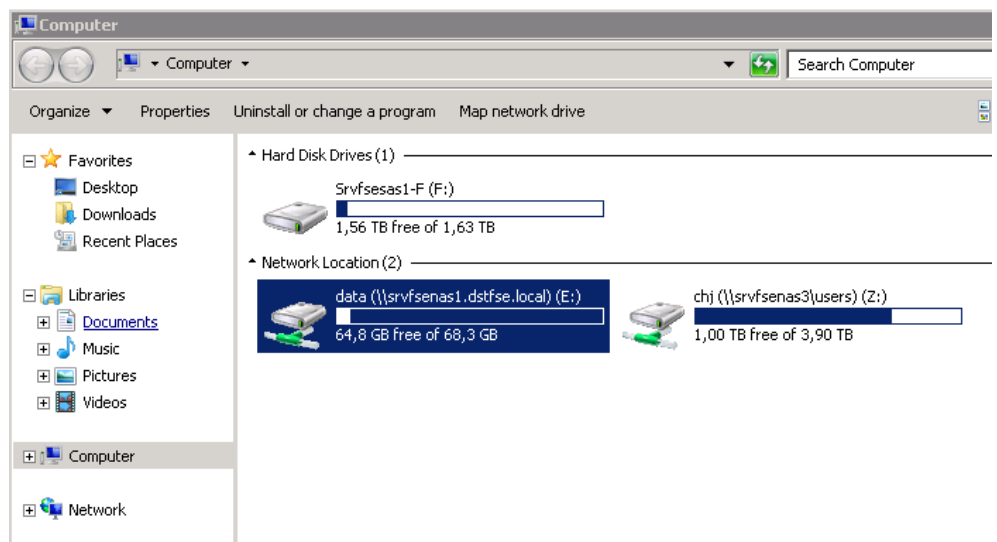 Computer
Computer
Search Computer
Organize Properties Uninstall or change a program Map network drive
Favorites
Desktop
Downloads
Recent Places
Libraries
Documents
Music
Pictures
Videos
Computer
Network
Hard Disk Drives (1)
Srvfsesas1-F (F:)
1,56 TB free of 1,63 TB
Network Location (2)
data (\\srvfsenas1.dstfse.local) (E:)
64,8 GB free of 68,3 GB
chj (\\srvfsenas3\users) (Z:)
1,00 TB free of 3,90 TB